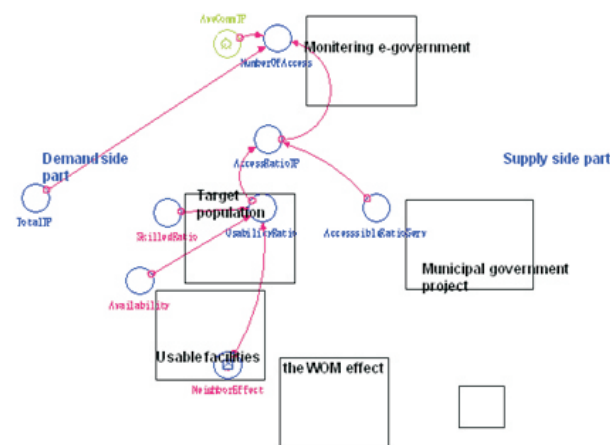 AveConnTP
Monitering e-government
NumberOfAccess
Demand side
part
AccessRatioTP
Supply side part
TotalTP
Target
population
SkilledRatio
UsabilityRatio
AccesssibleRatioServ
Municipal government
project
Availability
Usable facilities
the WOM effect
NeighborEffect